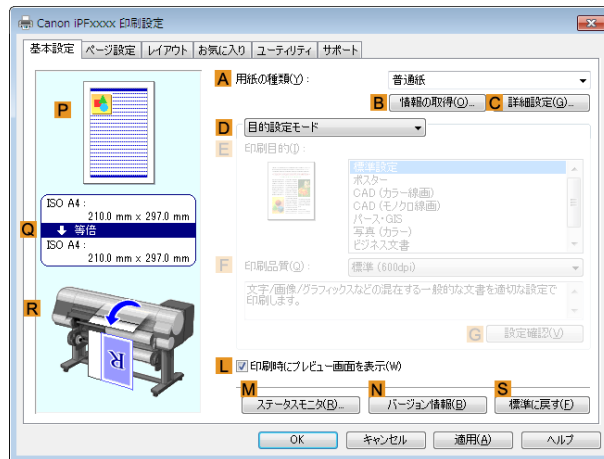 Canon iPFxxxx 印刷設定
基本設定 ページ設定 レイアウト お気に入り ユーティリティ サポート
P
A 用紙の種類(Y): 普通紙
B 情報の取得(O)... C 詳細設定(G)...
D 目的設定モード
E 印刷目的(I):
標準設定
ポスター
CAD (カラー線画)
CAD (モノクロ線画)
パース・GIS
写真 (カラー)
ビジネス文書
Q
ISO A4 :
210.0 mm x 297.0 mm
等倍
ISO A4 :
210.0 mm x 297.0 mm
F 印刷品質(Q): 標準 (600dpi)
文字/画像/グラフィックスなどの混在する一般的な文書を適切な設定で
印刷します。
G 設定確認(V)
R
R
L 印刷時にプレビュー画面を表示(W)
M ステータスモニタ(R)...
N バージョン情報(B)
S 標準に戻す(F)
OK キャンセル 適用(A) ヘルプ